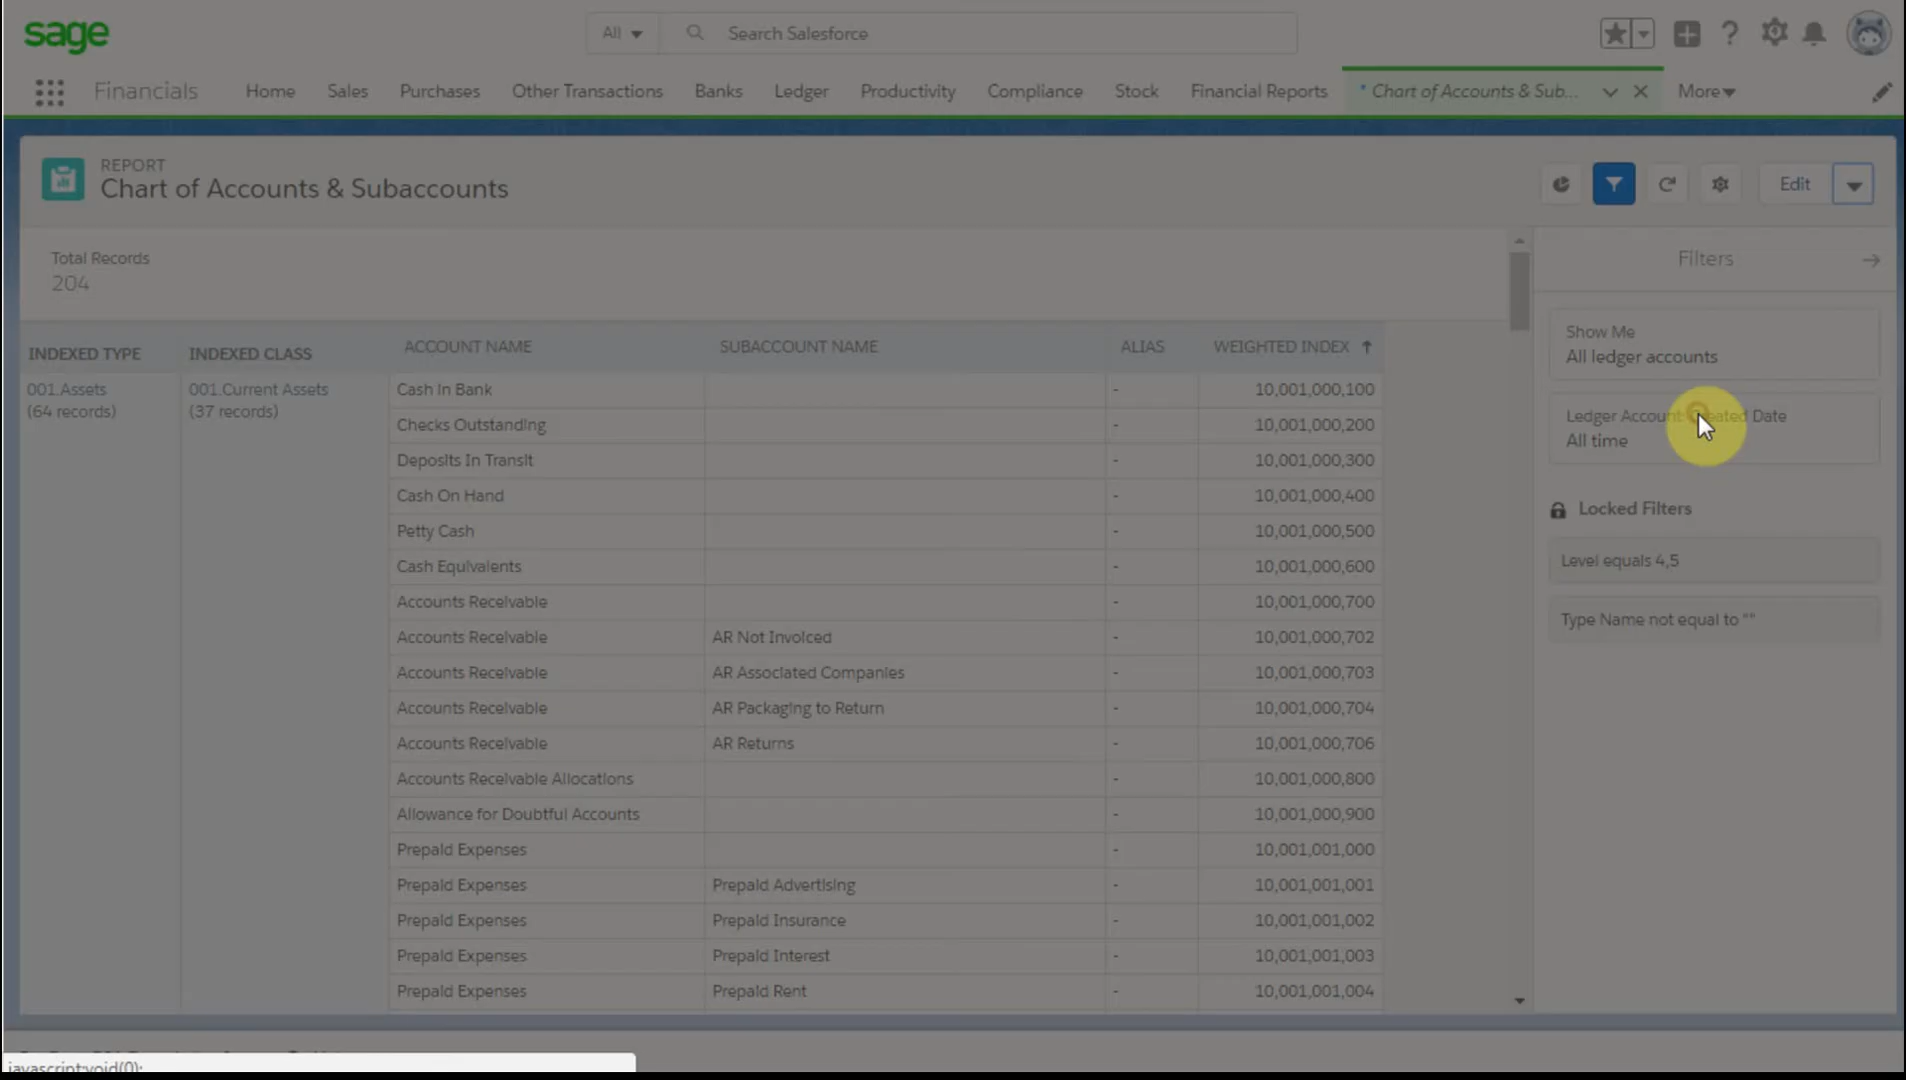 sage
All
Search Salesforce
Financials
Home
Sales
Purchases
Other Transactions
Banks
Ledger
Productivity
Compliance
Stock
Financial Reports
* Chart of Accounts & Sub...
More
REPORT
Chart of Accounts & Subaccounts
Edit
Total Records
204
Filters
Show Me
All ledger accounts
Ledger Account: Created Date
All time
Locked Filters
Level equals 4,5
Type Name not equal to ""
INDEXED TYPE INDEXED CLASS ACCOUNT NAME SUBACCOUNT NAME ALIAS WEIGHTED INDEX
001.Assets 001.Current Assets Cash In Bank - 10,001,000,100
(64 records) (37 records)
Checks Outstanding - 10,001,000,200
Deposits In Transit - 10,001,000,300
Cash On Hand - 10,001,000,400
Petty Cash - 10,001,000,500
Cash Equivalents - 10,001,000,600
Accounts Receivable - 10,001,000,700
Accounts Receivable AR Not Invoiced - 10,001,000,702
Accounts Receivable AR Associated Companies - 10,001,000,703
Accounts Receivable AR Packaging to Return - 10,001,000,704
Accounts Receivable AR Returns - 10,001,000,706
Accounts Receivable Allocations - 10,001,000,800
Allowance for Doubtful Accounts - 10,001,000,900
Prepaid Expenses - 10,001,001,000
Prepaid Expenses Prepaid Advertising - 10,001,001,001
Prepaid Expenses Prepaid Insurance - 10,001,001,002
Prepaid Expenses Prepaid Interest - 10,001,001,003
Prepaid Expenses Prepaid Rent - 10,001,001,004
javascript:void(0);